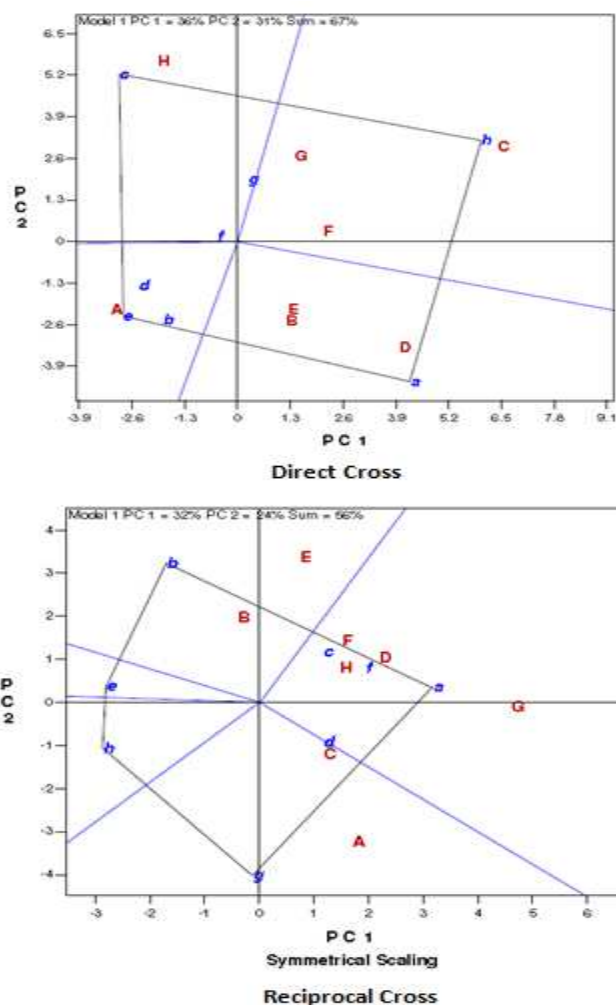 Model 1 PC 1 = 36% PC 2 = 31% Sum = 67%
6.5
H
5.2
c
3.9
h
C
2.6
G
P
C
2
1.3
g
F
0
f
-1.3
d
A
E
-2.6
e
b
B
D
-3.9
a
-3.9 -2.6 -1.3 0 1.3 2.6 3.9 5.2 6.5 7.8 9.1
PC 1
Direct Cross
Model 1 PC 1 = 32% PC 2 = 24% Sum = 56%
4
E
3
b
2
B
F
1
c
D
H
f
P
C
2
e
a
0
G
-1
h
d
C
-2
-3
A
-4
g
-3 -2 -1 0 1 2 3 4 5 6
PC 1
Symmetrical Scaling
Reciprocal Cross